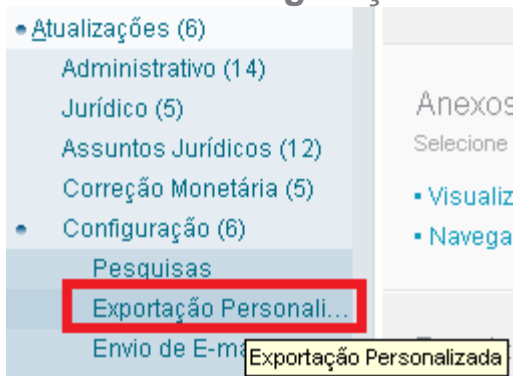 Atualizações (6)
Administrativo (14)
Jurídico (5)
Assuntos Jurídicos (12)
Correção Monetária (5)
Configuração (6)
Pesquisas
Exportação Personali...
Envio de E-ma
Exportação Personalizada
Anexos
Selecione
Visualiz
Navega